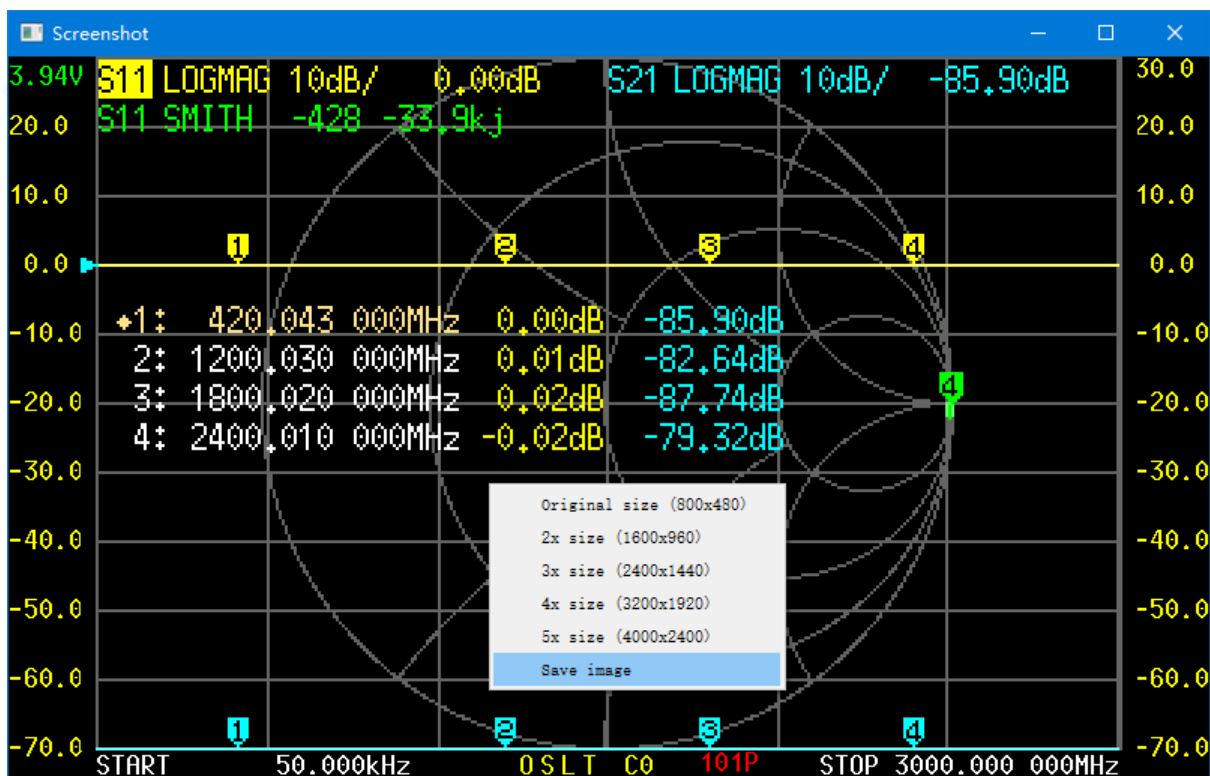 Screenshot
3.94V S11 LOGMAG 10dB/ 0.00dB S21 LOGMAG 10dB/ -85.90dB 30.0
20.0 S11 SMITH -428 -33.9kj 20.0
10.0 10.0
1 2 3 4
0.0 0.0
-10.0 1: 420.043 000MHz 0.00dB -85.90dB -10.0
2: 1200.030 000MHz 0.01dB -82.64dB
4
-20.0 3: 1800.020 000MHz 0.02dB -87.74dB -20.0
4: 2400.010 000MHz -0.02dB -79.32dB
-30.0 -30.0
Original size (800x480)
-40.0 2x size (1600x960) -40.0
3x size (2400x1440)
-50.0 4x size (3200x1920) -50.0
5x size (4000x2400)
-60.0 Save image -60.0
1 2 3 4
-70.0 -70.0
START 50.000kHz OSLT C0 101P STOP 3000.000 000MHz